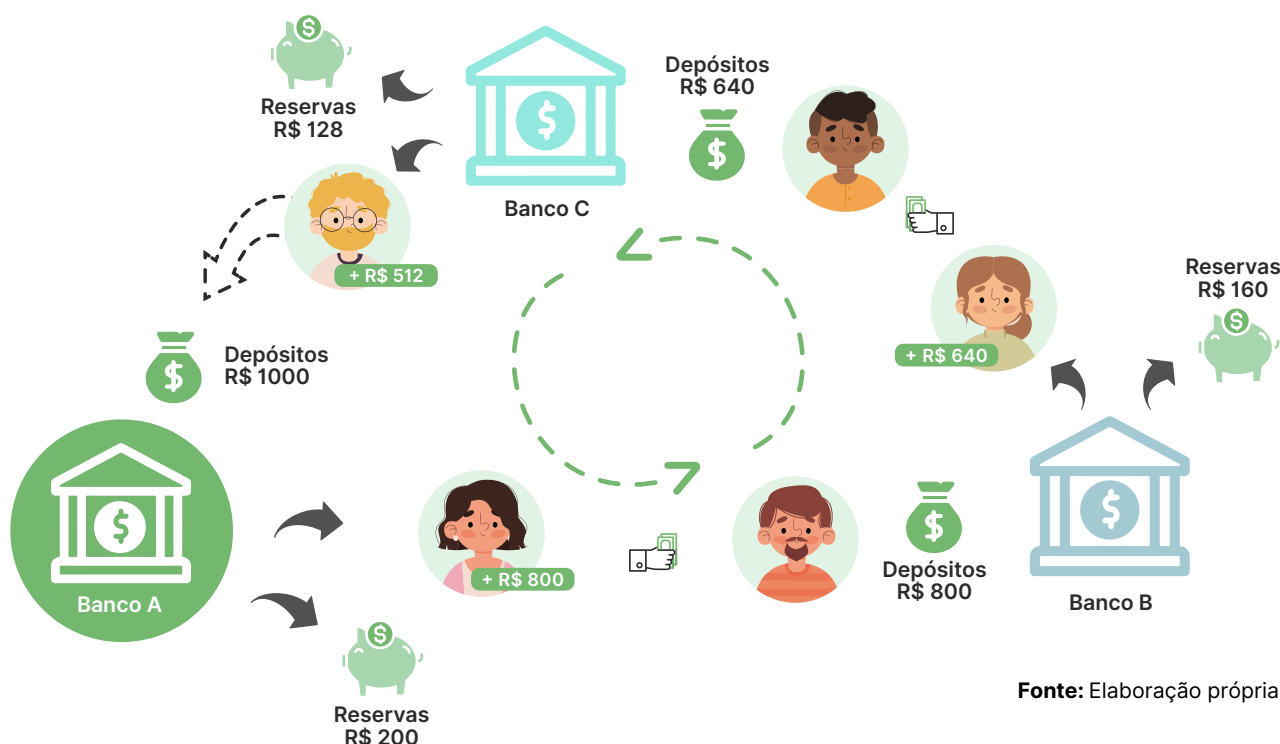 Depósitos
R$ 1000
Banco A
Reservas
R$ 200
+ R$ 800
Depósitos
R$ 800
Banco B
Reservas
R$ 160
+ R$ 640
Depósitos
R$ 640
Banco C
Reservas
R$ 128
+ R$ 512
Fonte: Elaboração própria